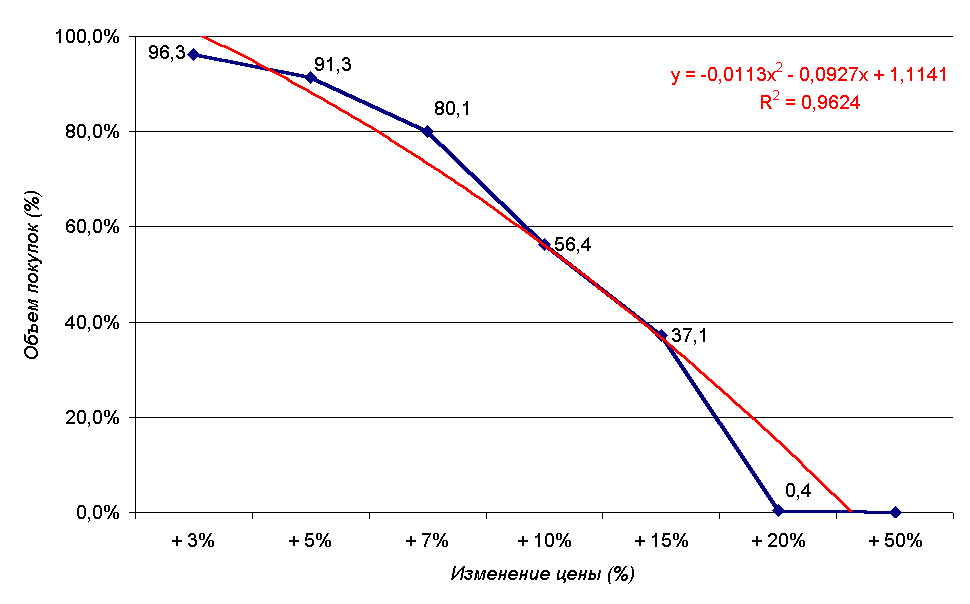 100,0%
96,3
91,3
y = -0,0113x² - 0,0927x + 1,1141
R² = 0,9624
80,1
80,0%
60,0%
56,4
40,0%
37,1
20,0%
0,4
0,0%
+ 3% + 5% + 7% + 10% + 15% + 20% + 50%
Объем покупок (%)
Изменение цены (%)